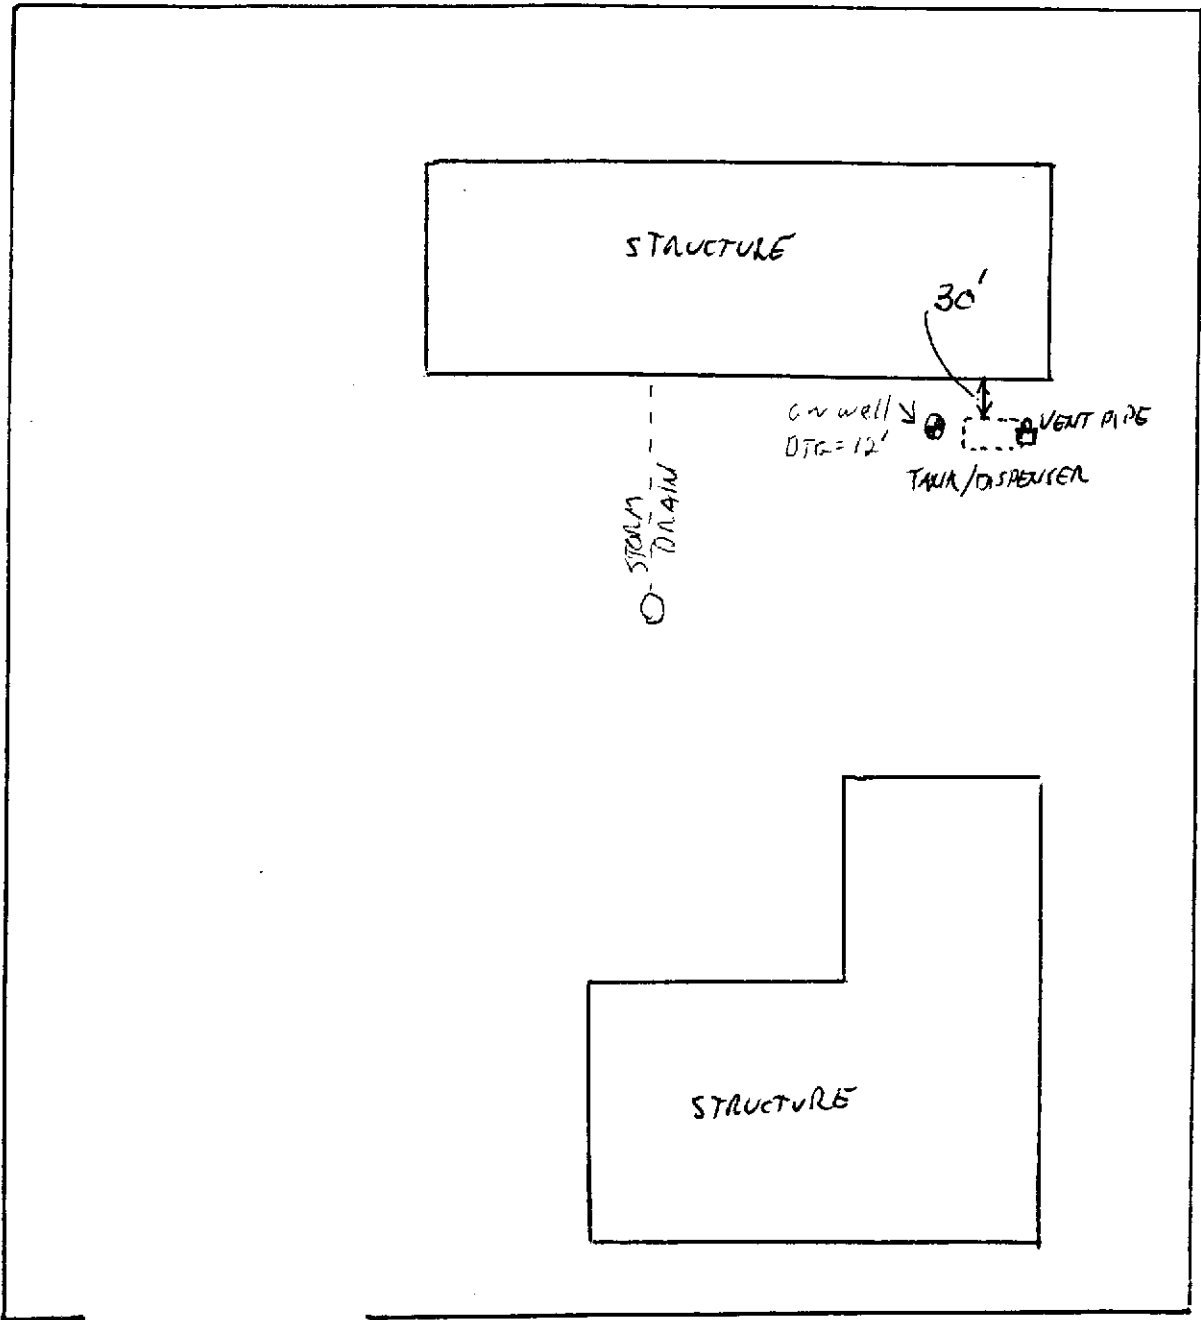 STRUCTURE
30'
GW well
DTG=12'
VENT PIPE
TANK/DISPENSER
STORM
DRAIN
STRUCTURE